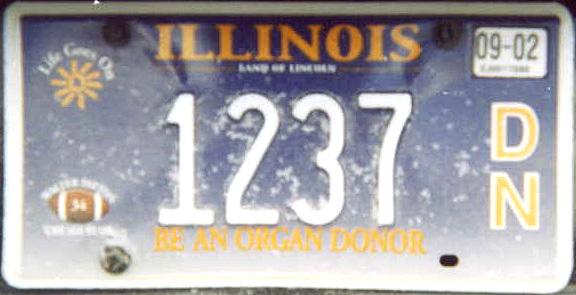 Life Goes On
ILLINOIS
LAND OF LINCOLN
09-02
1237
DN
34
BE AN ORGAN DONOR